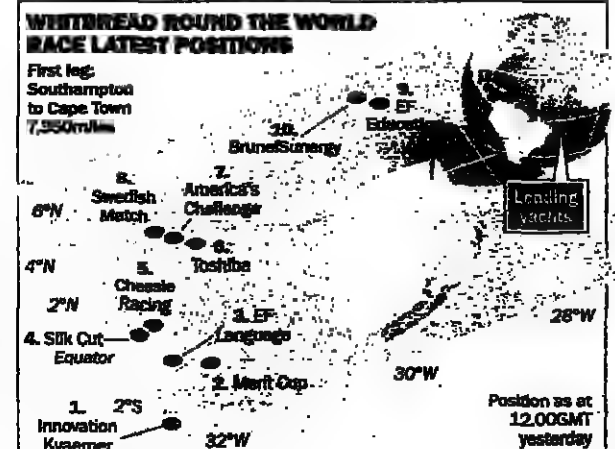 WHITBREAD ROUND THE WORLD
RACE LATEST POSITIONS
First leg:
Southampton
to Cape Town
7,350miles
9.
EF
Education
10.
BrunelSunergy
Leading
yachts
8.
Swedish
Match
7.
America's
Challenge
6.
Toshiba
6°N
4°N
5.
Chessie
Racing
2°N
3. EF
Language
4. Silk Cut
Equator
2. Merit Cup
28°W
30°W
1.
Innovation
Kvaerner
2°S
32°W
Position as at
12.00GMT
yesterday